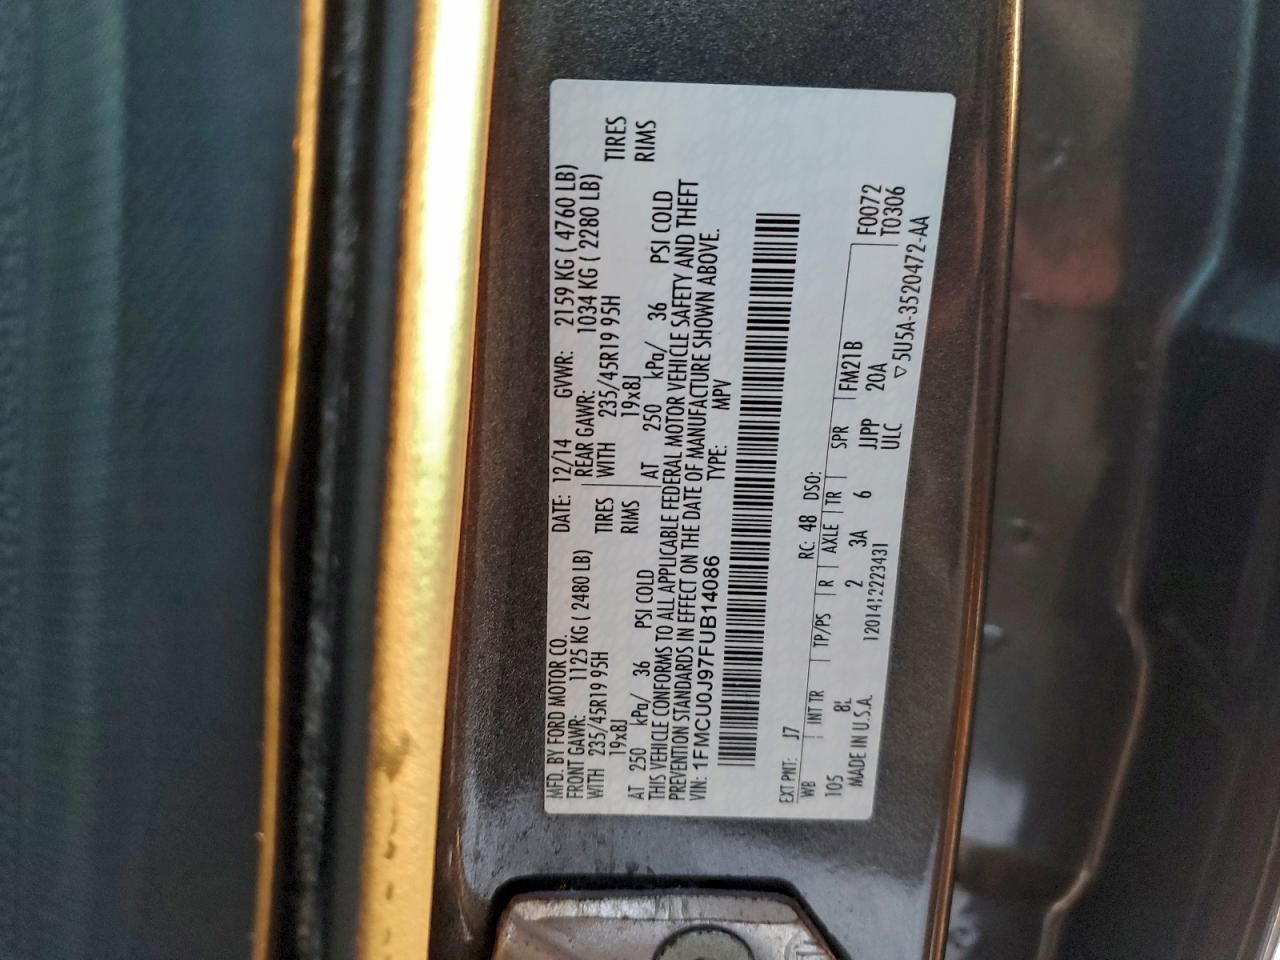 MFD. BY FORD MOTOR CO. DATE: 12/14 GVWR: 2159 KG ( 4760 LB)
FRONT GAWR: 1125 KG ( 2480 LB) REAR GAWR: 1034 KG ( 2280 LB)
WITH 235/45R19 95H TIRES WITH 235/45R19 95H TIRES
19x8J RIMS 19x8J RIMS
AT 250 kPa/ 36 PSI COLD AT 250 kPa/ 36 PSI COLD
THIS VEHICLE CONFORMS TO ALL APPLICABLE FEDERAL MOTOR VEHICLE SAFETY AND THEFT
PREVENTION STANDARDS IN EFFECT ON THE DATE OF MANUFACTURE SHOWN ABOVE.
VIN: 1FMCU0J97FUB14086 TYPE: MPV
EXT PNT: J7 RC: 48 DSO: F0072
WB INT TR TP/PS R AXLE TR SPR FM21B T0306
105 8L 2 3A 6 JJPP 20A
MADE IN U.S.A. 1201412223431 ULC ▽5U5A-3520472-AA